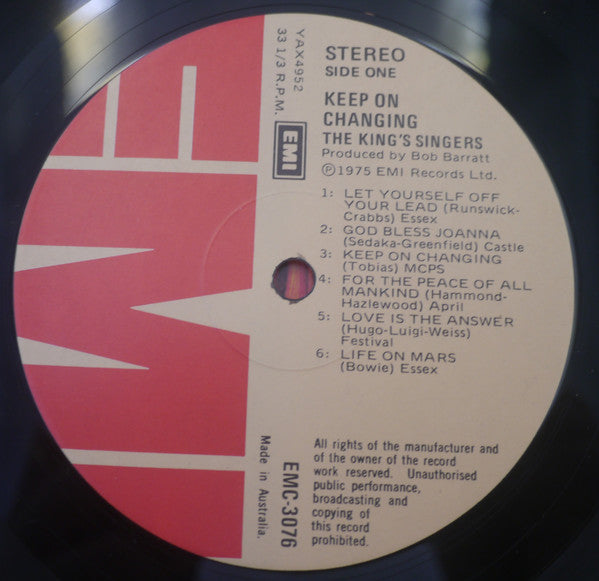 STEREO
SIDE ONE
YAX4952
33 1/3 R.P.M.
EMI
KEEP ON
CHANGING
THE KING'S SINGERS
Produced by Bob Barratt
Ⓟ1975 EMI Records Ltd.
1: LET YOURSELF OFF
YOUR LEAD (Runswick-
Crabbs) Essex
2: GOD BLESS JOANNA
(Sedaka-Greenfield) Castle
3: KEEP ON CHANGING
(Tobias) MCPS
4: FOR THE PEACE OF ALL
MANKIND (Hammond-
Hazlewood) April
5: LOVE IS THE ANSWER
(Hugo-Luigi-Weiss)
Festival
6: LIFE ON MARS
(Bowie) Essex
All rights of the manufacturer and
of the owner of the record
work reserved. Unauthorised
public performance,
broadcasting and
copying of
this record
prohibited.
EMC-3076
Made in Australia.
EMI